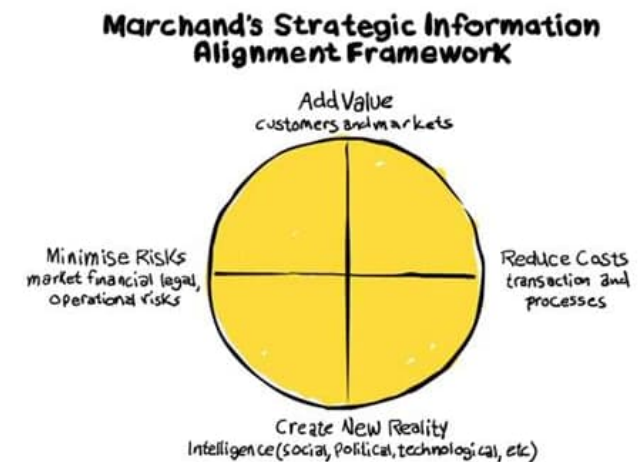 Marchand's Strategic Information
Alignment Framework
Add Value
customers and markets
Minimise Risks
market financial legal,
operational risks
Reduce Costs
transaction and
processes
Create New Reality
Intelligence (social, political, technological, etc)